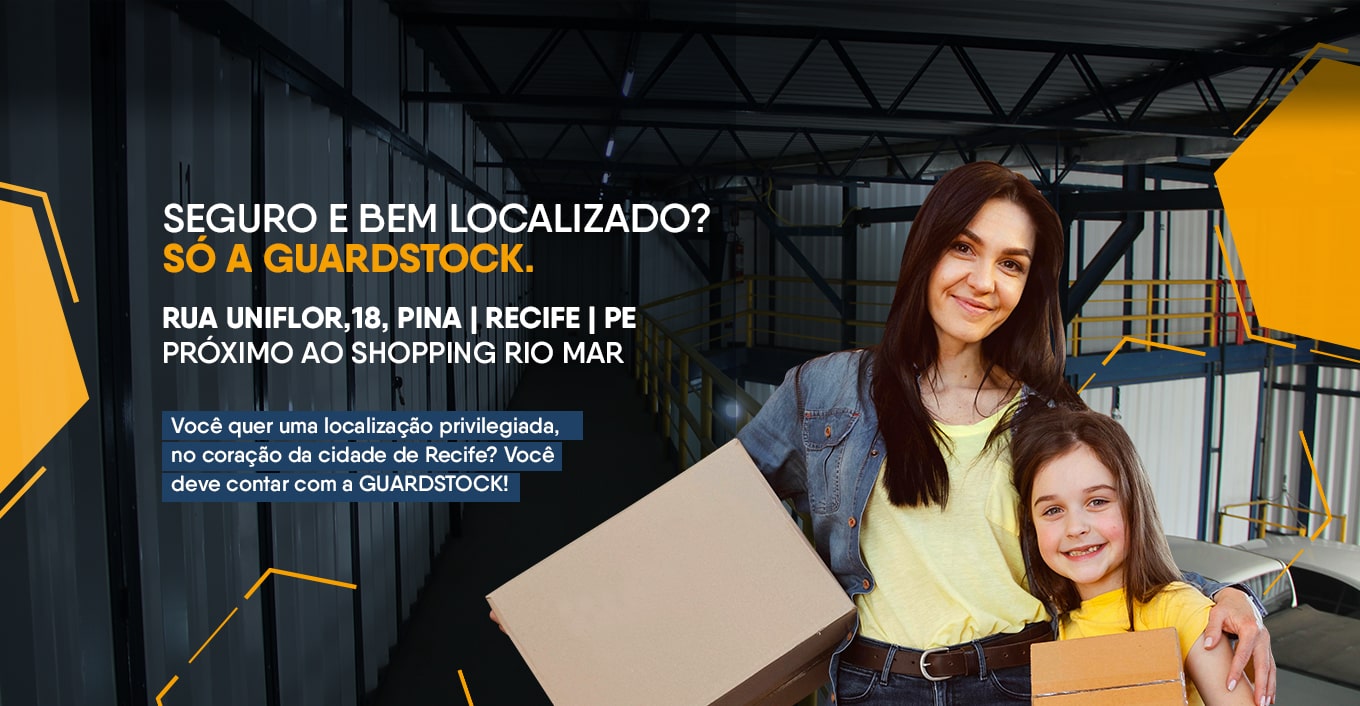 SEGURO E BEM LOCALIZADO?
SÓ A GUARDSTOCK.
RUA UNIFLOR,18, PINA | RECIFE | PE
PRÓXIMO AO SHOPPING RIO MAR
Você quer uma localização privilegiada,
no coração da cidade de Recife? Você
deve contar com a GUARDSTOCK!